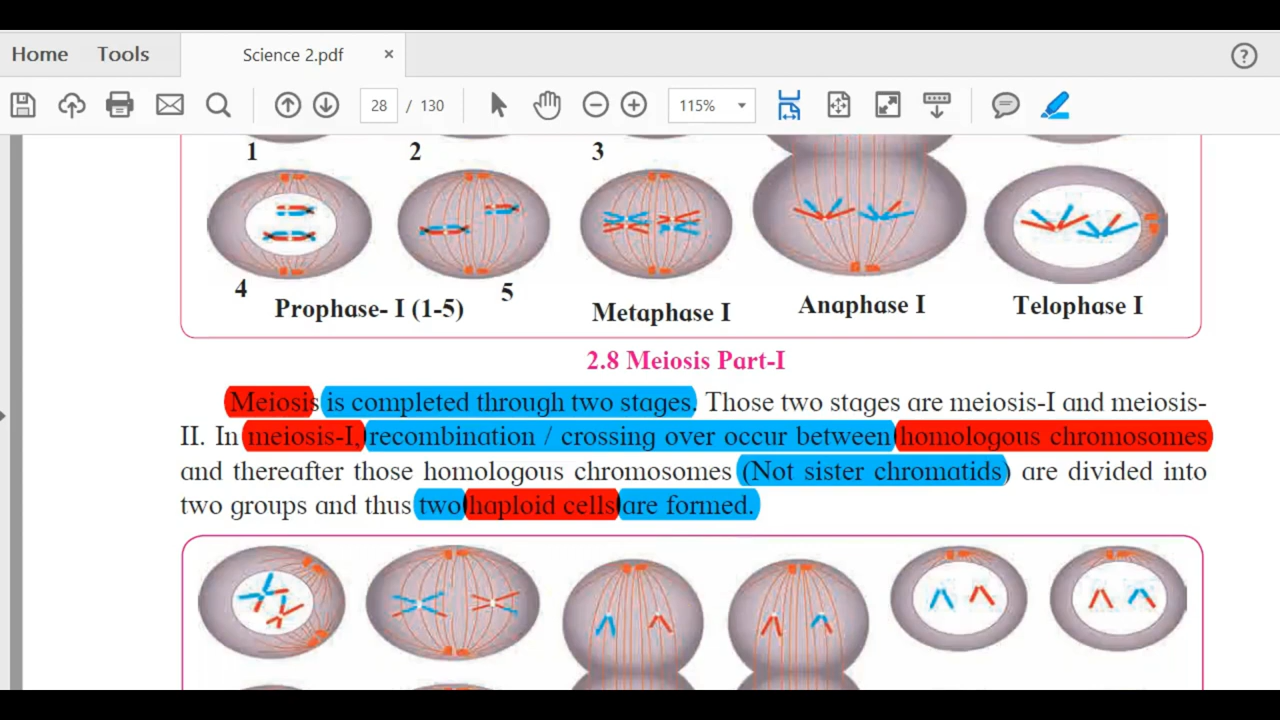 Home Tools Science 2.pdf ×
28 / 130 115%
1 2 3
4 5
Prophase- I (1-5) Metaphase I Anaphase I Telophase I
2.8 Meiosis Part-I
Meiosis is completed through two stages. Those two stages are meiosis-I and meiosis-
II. In meiosis-I, recombination / crossing over occur between homologous chromosomes
and thereafter those homologous chromosomes (Not sister chromatids) are divided into
two groups and thus two haploid cells are formed.